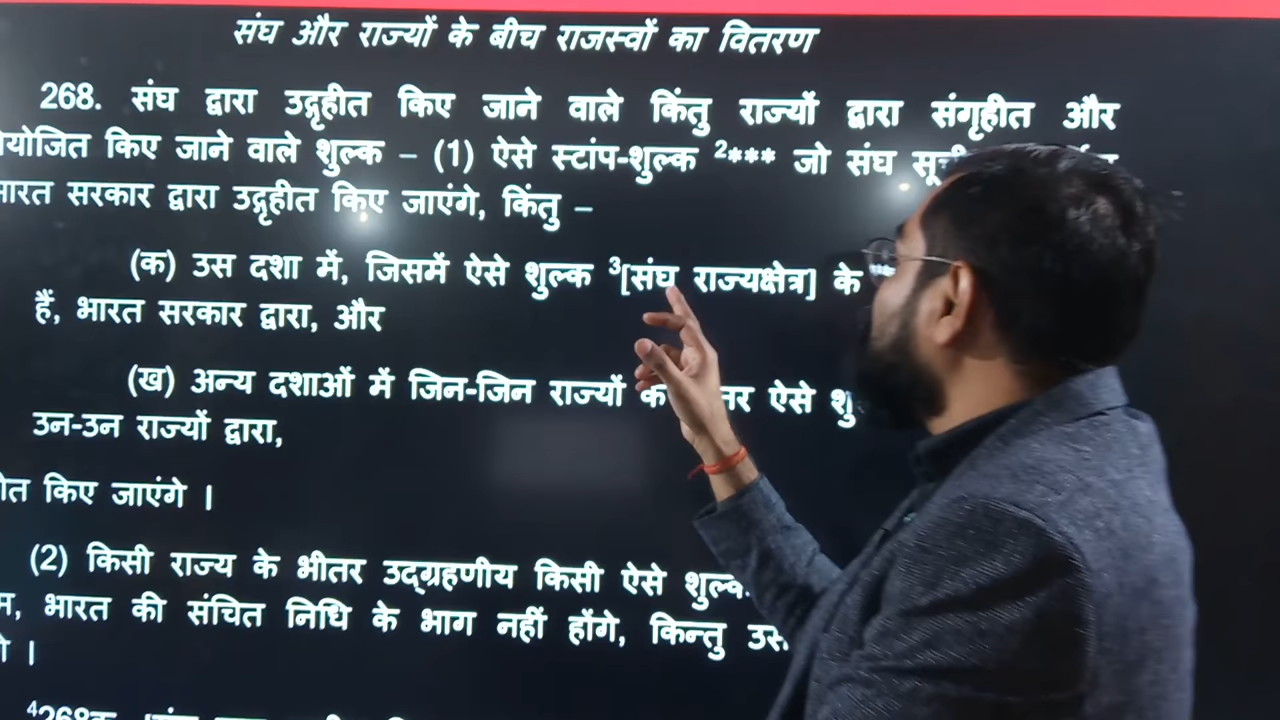 संघ और राज्यों के बीच राजस्वों का वितरण
268. संघ द्वारा उद्गृहीत किए जाने वाले किंतु राज्यों द्वारा संगृहीत और
किए जाने वाले शुल्क – (1) ऐसे स्टांप-शुल्क ²*** जो संघ
सरकार द्वारा उद्गृहीत किए जाएंगे, किंतु –
(क) उस दशा में, जिसमें ऐसे शुल्क ³[संघ राज्यक्षेत्र] के
हैं, भारत सरकार द्वारा, और
(ख) अन्य दशाओं में जिन-जिन राज्यों ऐसे
उन-उन राज्यों द्वारा,
किए जाएंगे ।
(2) किसी राज्य के भीतर उद्ग्रहणीय किसी ऐसे
भारत की संचित निधि के भाग नहीं होंगे, किन्तु
।